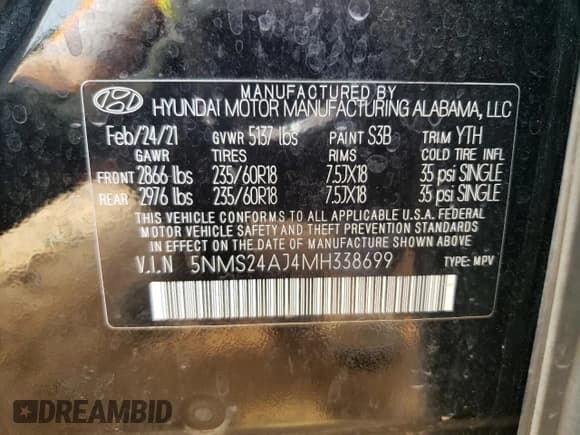 MANUFACTURED BY
HYUNDAI MOTOR MANUFACTURING ALABAMA, LLC
Feb/24/21 GVWR 5137 lbs PAINT S3B TRIM YTH
GAWR TIRES RIMS COLD TIRE INFL
FRONT 2866 lbs 235/60R18 7.5JX18 35 psi SINGLE
REAR 2976 lbs 235/60R18 7.5JX18 35 psi SINGLE
THIS VEHICLE CONFORMS TO ALL APPLICABLE U.S.A. FEDERAL
MOTOR VEHICLE SAFETY AND THEFT PREVENTION STANDARDS
IN EFFECT ON THE DATE OF MANUFACTURE SHOWN ABOVE.
V.I.N 5NMS24AJ4MH338699 TYPE: MPV
DREAMBID